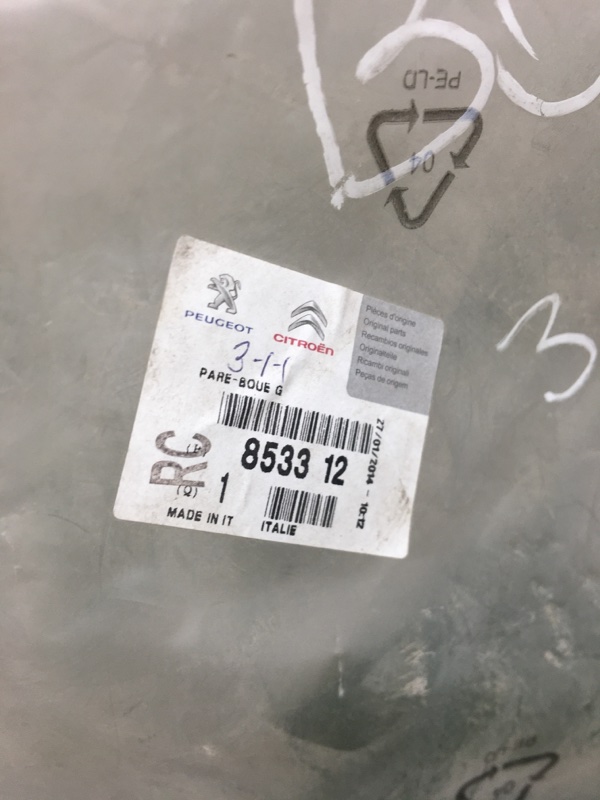 PE-LD
04
PEUGEOT
CITROËN
Pièces d'origine
Original parts
Recambios originales
Originalteile
Ricambi originali
Peças de origem
3-1-1
PARE-BOUE G
27/01/2014 - 10:12
RC
(P)
8533 12
(Q) 1
MADE IN IT
ITALIE
3